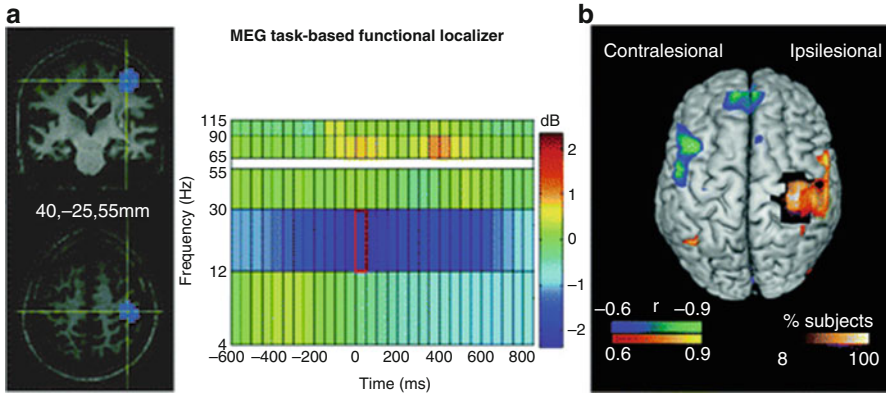 a
MEG task-based functional localizer
40,−25,55mm
Frequency (Hz)
115
90
65
55
30
12
4
−600 −400 −200 0 200 400 600 800
Time (ms)
dB
2
1
0
−1
−2
b
Contralesional Ipsilesional
−0.6 r −0.9
0.6 0.9
% subjects
8 100